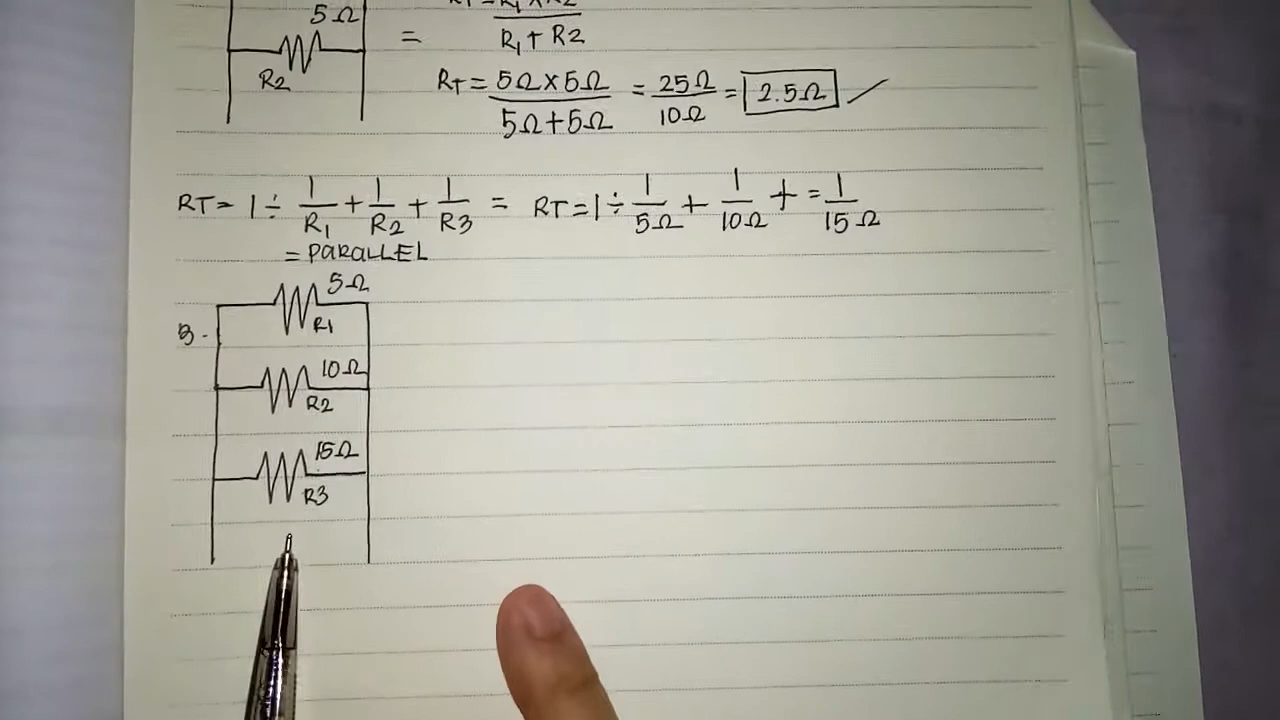 5Ω
R2
=
R1 + R2
RT = 5Ω×5Ω / 5Ω+5Ω = 25Ω / 10Ω = 2.5Ω
RT = 1 ÷ 1/R1 + 1/R2 + 1/R3 = RT = 1 ÷ 1/5Ω + 1/10Ω + = 1/15Ω
= PARALLEL
5Ω
3.
R1
10Ω
R2
15Ω
R3